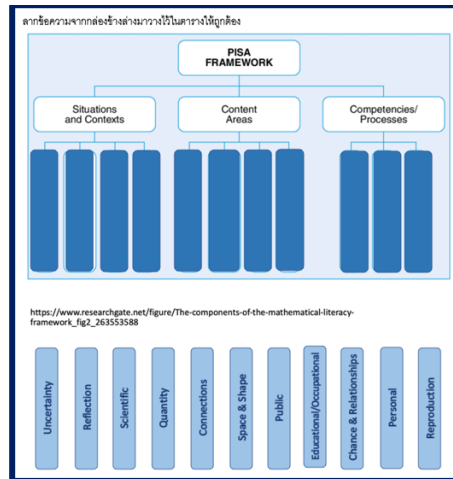 ลากข้อความจากกล่องข้างล่างมาวางไว้ในตารางให้ถูกต้อง
PISA
FRAMEWORK
Situations
and Contexts
Content
Areas
Competencies/
Processes
https://www.researchgate.net/figure/The-components-of-the-mathematical-literacy-
framework_fig2_263553588
Uncertainty
Reflection
Scientific
Quantity
Connections
Space & Shape
Public
Educational/Occupational
Chance & Relationships
Personal
Reproduction